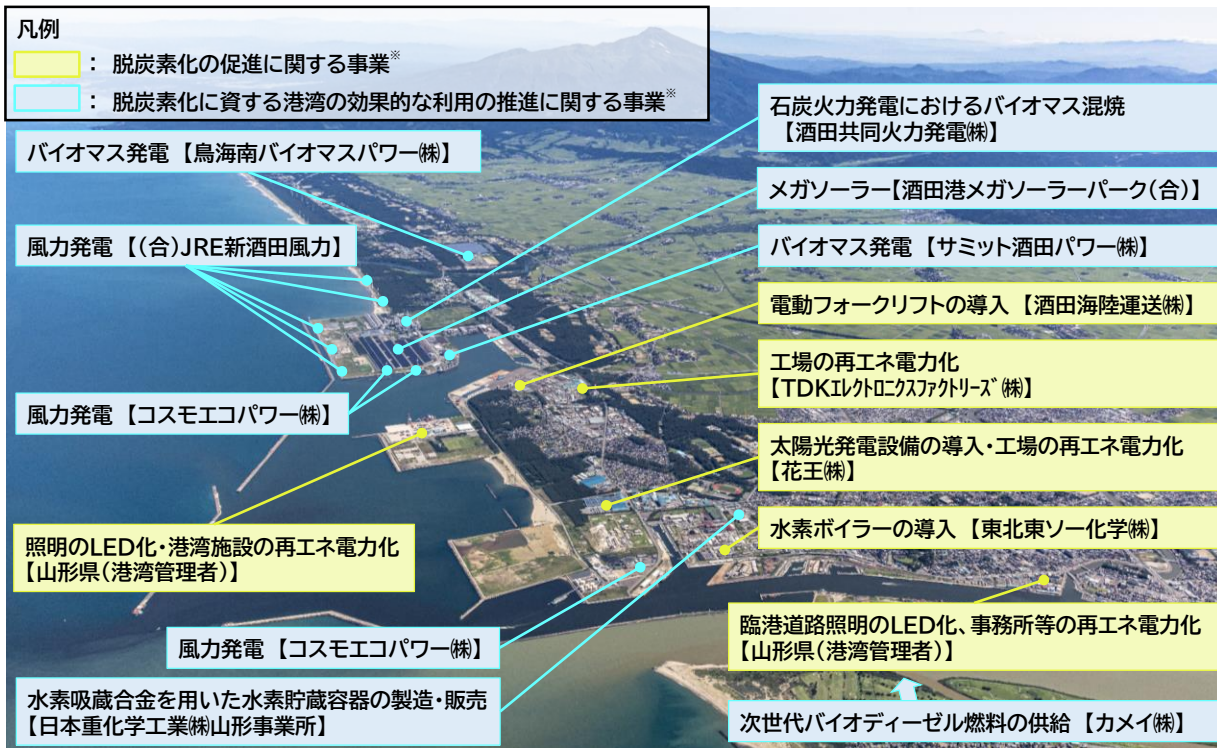 凡例
： 脱炭素化の促進に関する事業※
： 脱炭素化に資する港湾の効果的な利用の推進に関する事業※
バイオマス発電 【鳥海南バイオマスパワー㈱】
風力発電 【(合)JRE新酒田風力】
風力発電 【コスモエコパワー㈱】
照明のLED化・港湾施設の再エネ電力化
【山形県(港湾管理者)】
風力発電 【コスモエコパワー㈱】
水素吸蔵合金を用いた水素貯蔵容器の製造・販売
【日本重化学工業㈱山形事業所】
石炭火力発電におけるバイオマス混焼
【酒田共同火力発電㈱】
メガソーラー【酒田港メガソーラーパーク(合)】
バイオマス発電 【サミット酒田パワー㈱】
電動フォークリフトの導入 【酒田海陸運送㈱】
工場の再エネ電力化
【TDKエレクトロニクスファクトリーズ㈱】
太陽光発電設備の導入・工場の再エネ電力化
【花王㈱】
水素ボイラーの導入 【東北東ソー化学㈱】
臨港道路照明のLED化、事務所等の再エネ電力化
【山形県(港湾管理者)】
次世代バイオディーゼル燃料の供給 【カメイ㈱】